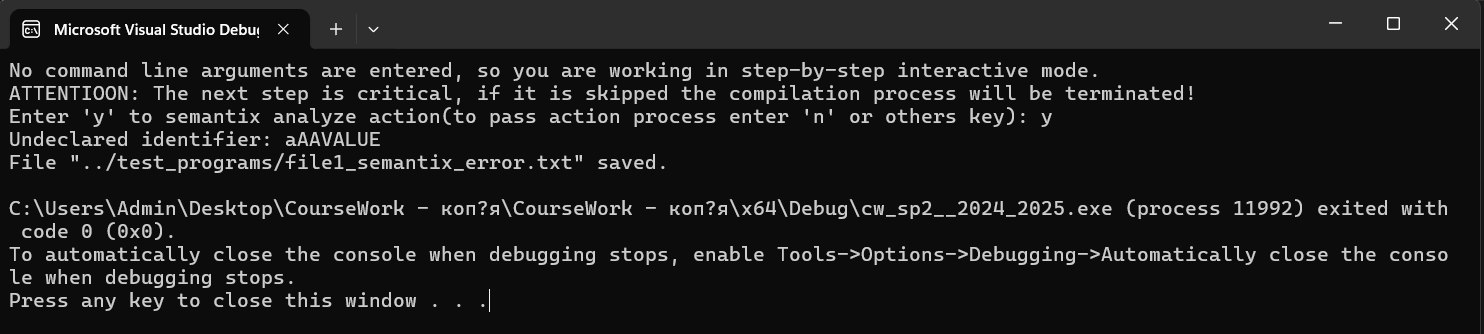 Microsoft Visual Studio Debu
No command line arguments are entered, so you are working in step-by-step interactive mode.
ATTENTIOON: The next step is critical, if it is skipped the compilation process will be terminated!
Enter 'y' to semantix analyze action(to pass action process enter 'n' or others key): y
Undeclared identifier: aAAVALUE
File "../test_programs/file1_semantix_error.txt" saved.
C:\Users\Admin\Desktop\CourseWork - коп?я\CourseWork - коп?я\x64\Debug\cw_sp2__2024_2025.exe (process 11992) exited with
code 0 (0x0).
To automatically close the console when debugging stops, enable Tools->Options->Debugging->Automatically close the conso
le when debugging stops.
Press any key to close this window . . .